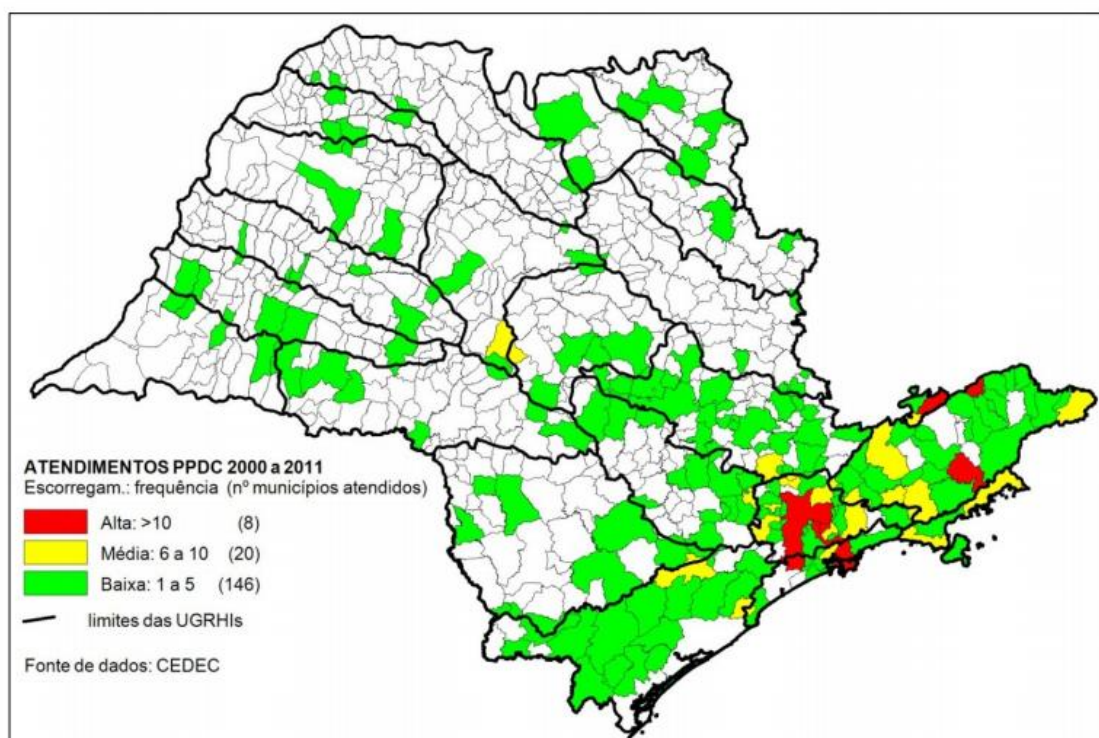 ATENDIMENTOS PPDC 2000 a 2011
Escorregam.: frequência (nº municípios atendidos)
Alta: >10 (8)
Média: 6 a 10 (20)
Baixa: 1 a 5 (146)
limites das UGRHIs
Fonte de dados: CEDEC